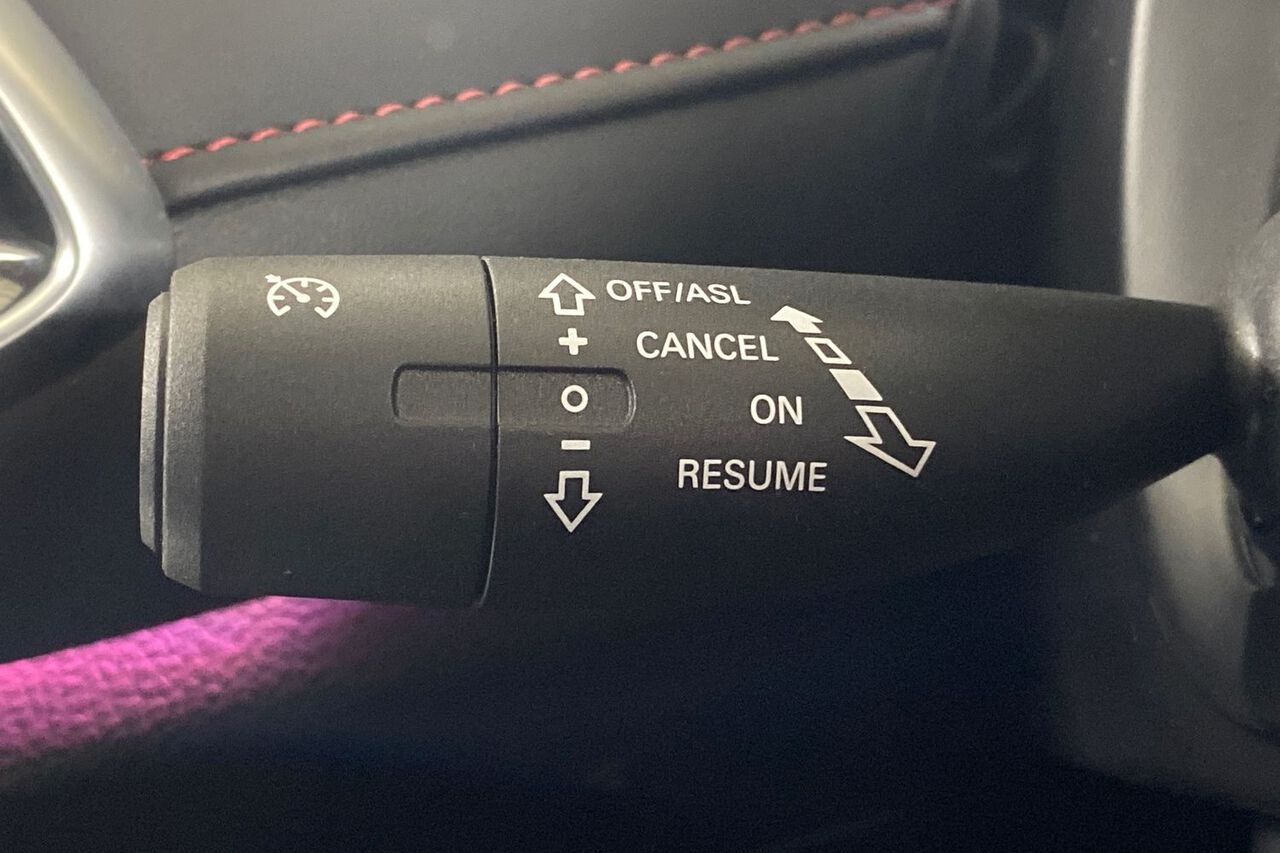 OFF/ASL
+
CANCEL
ON
-
RESUME